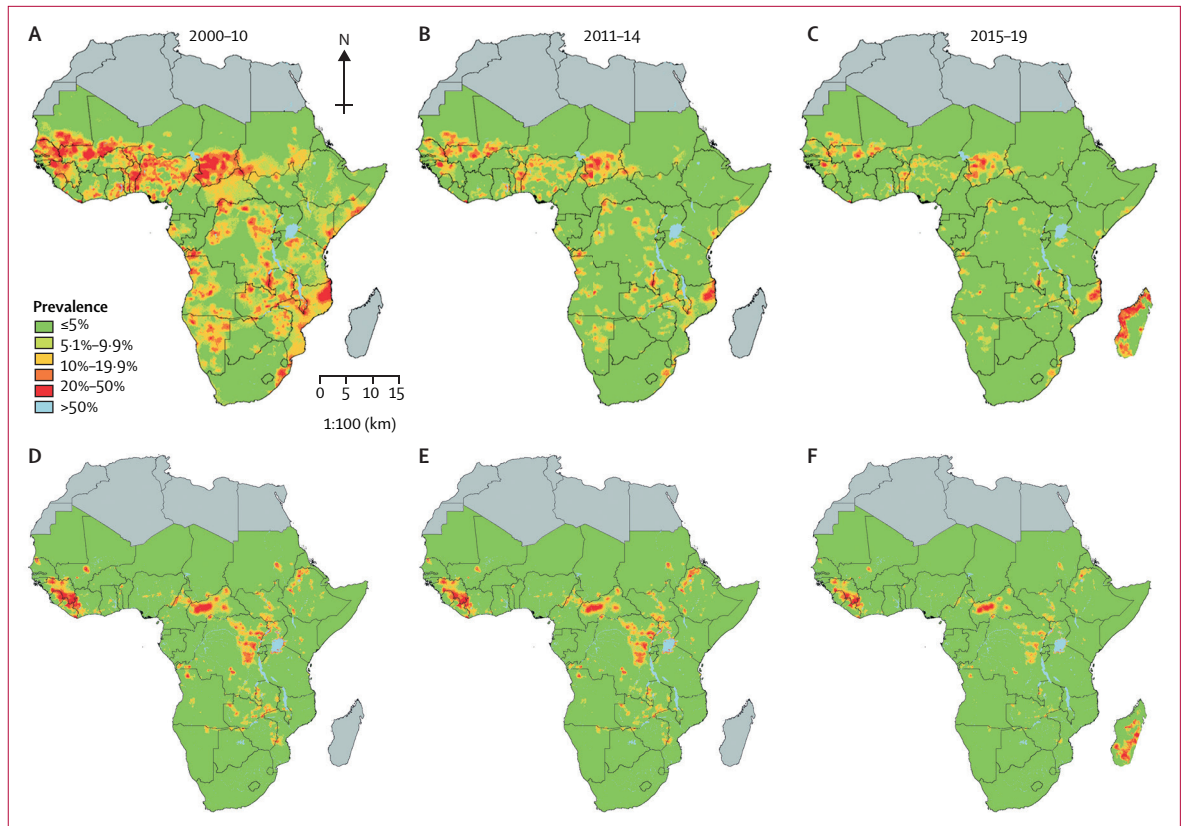 A
2000–10
N
B
2011–14
C
2015–19
Prevalence
≤5%
5·1%–9·9%
10%–19·9%
20%–50%
>50%
0 5 10 15
1:100 (km)
D
E
F